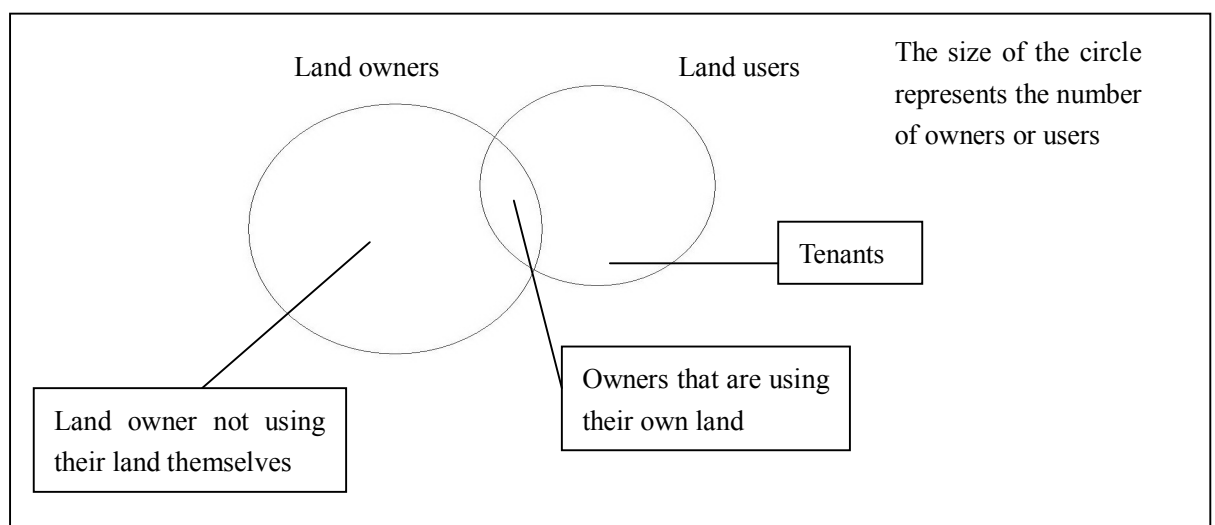 Land owners
Land users
The size of the circle
represents the number
of owners or users
Tenants
Owners that are using
their own land
Land owner not using
their land themselves